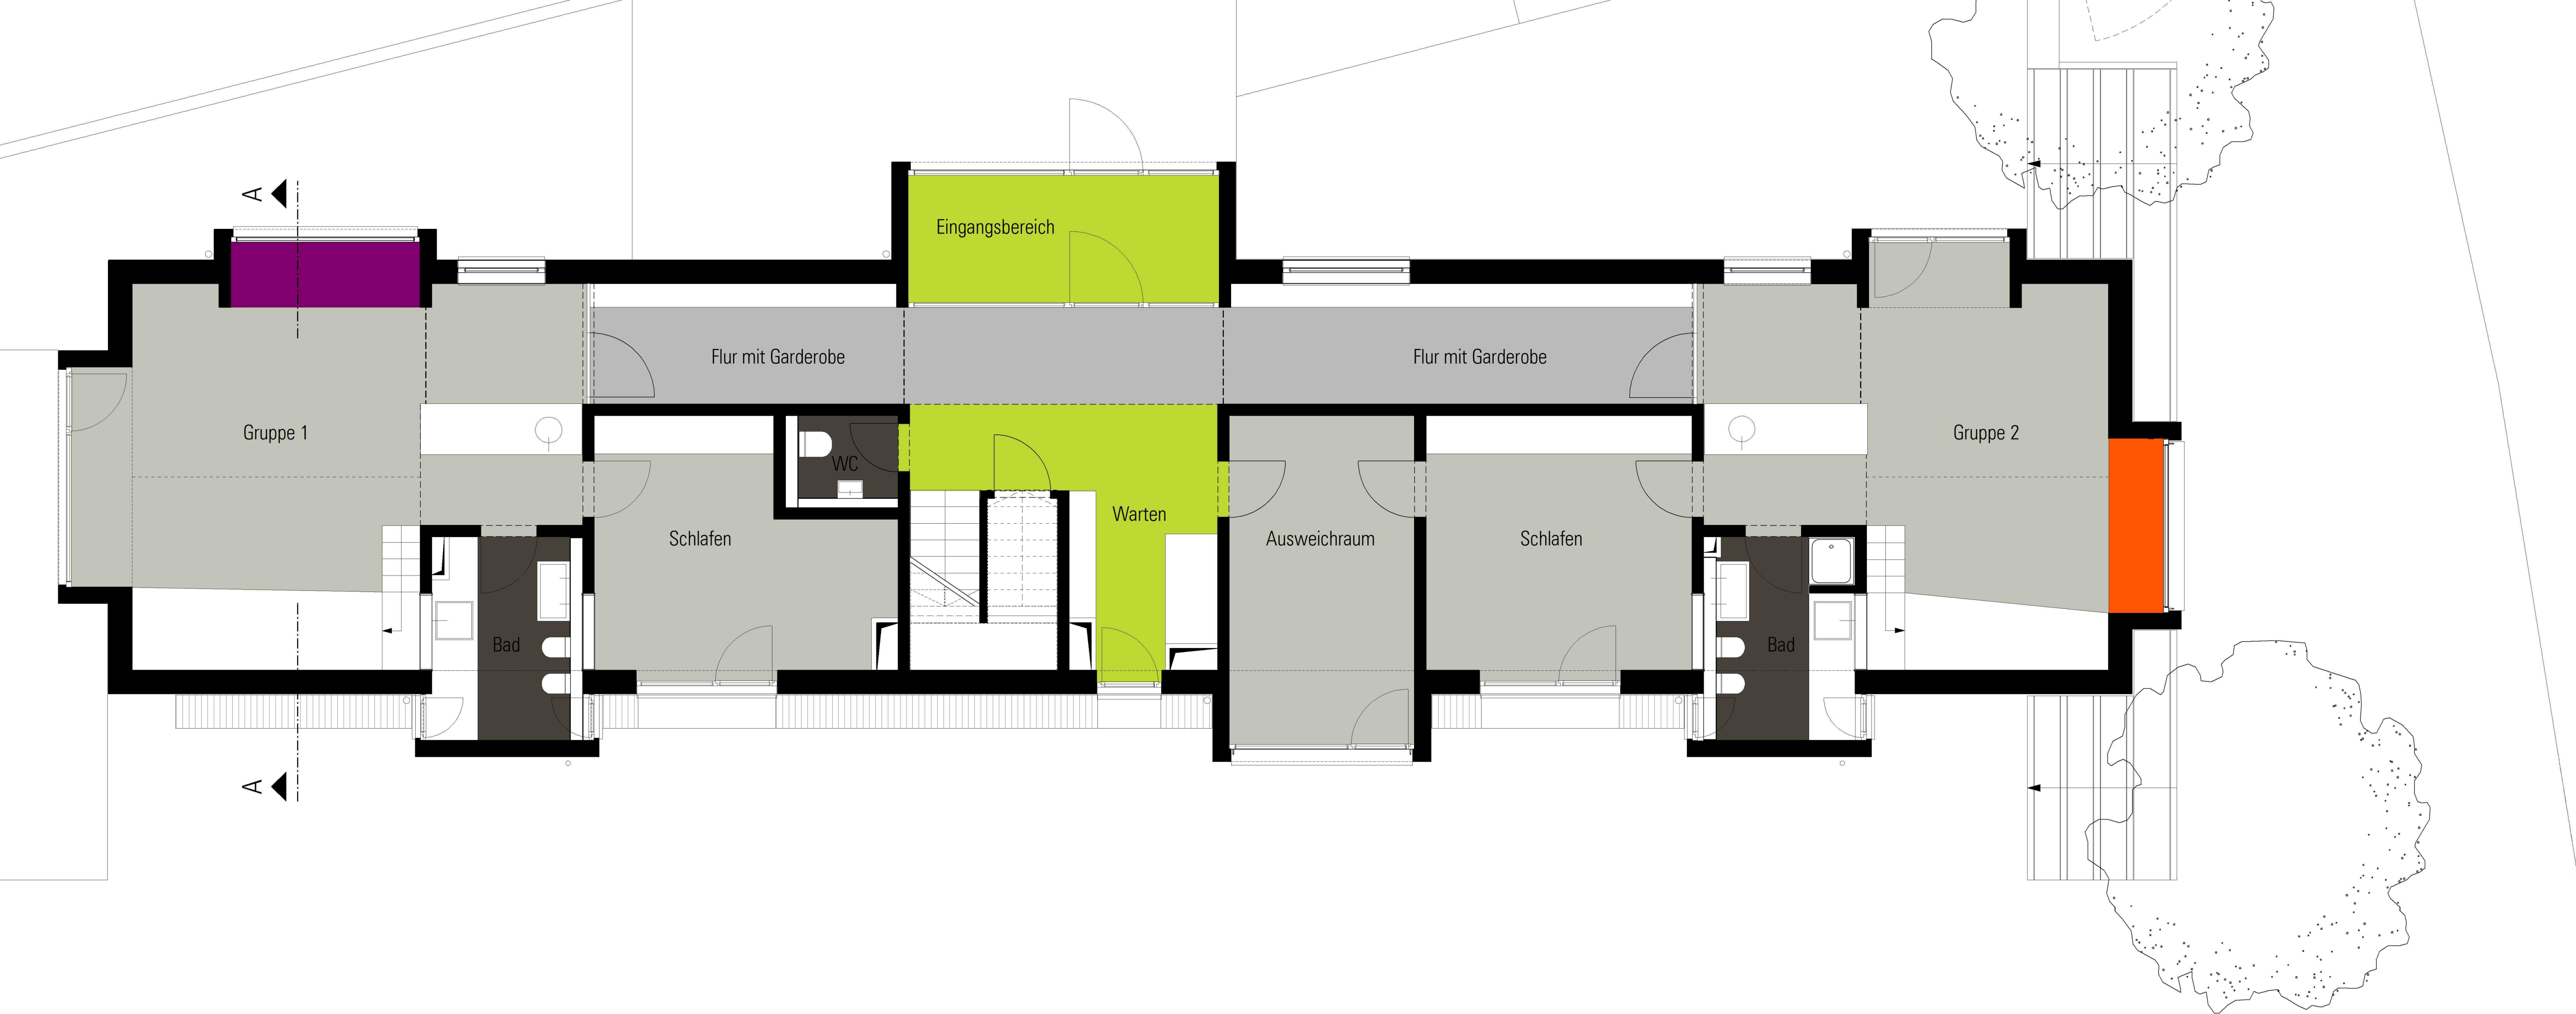 A
Eingangsbereich
Flur mit Garderobe
Flur mit Garderobe
Gruppe 1
Gruppe 2
WC
Warten
Schlafen
Ausweichraum
Schlafen
Bad
Bad
A